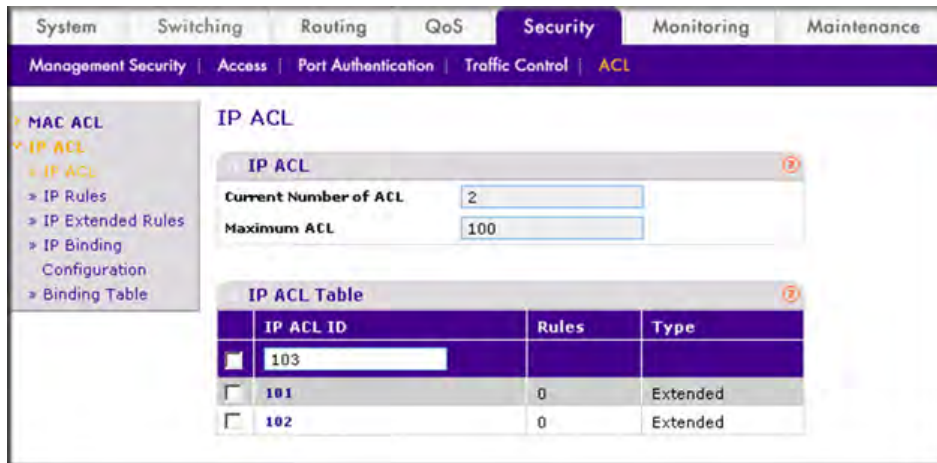 System Switching Routing QoS Security Monitoring Maintenance
Management Security | Access | Port Authentication | Traffic Control | ACL
MAC ACL
IP ACL
» IP ACL
» IP Rules
» IP Extended Rules
» IP Binding
Configuration
» Binding Table
IP ACL
IP ACL
Current Number of ACL 2
Maximum ACL 100
IP ACL Table
IP ACL ID Rules Type
103
101 0 Extended
102 0 Extended